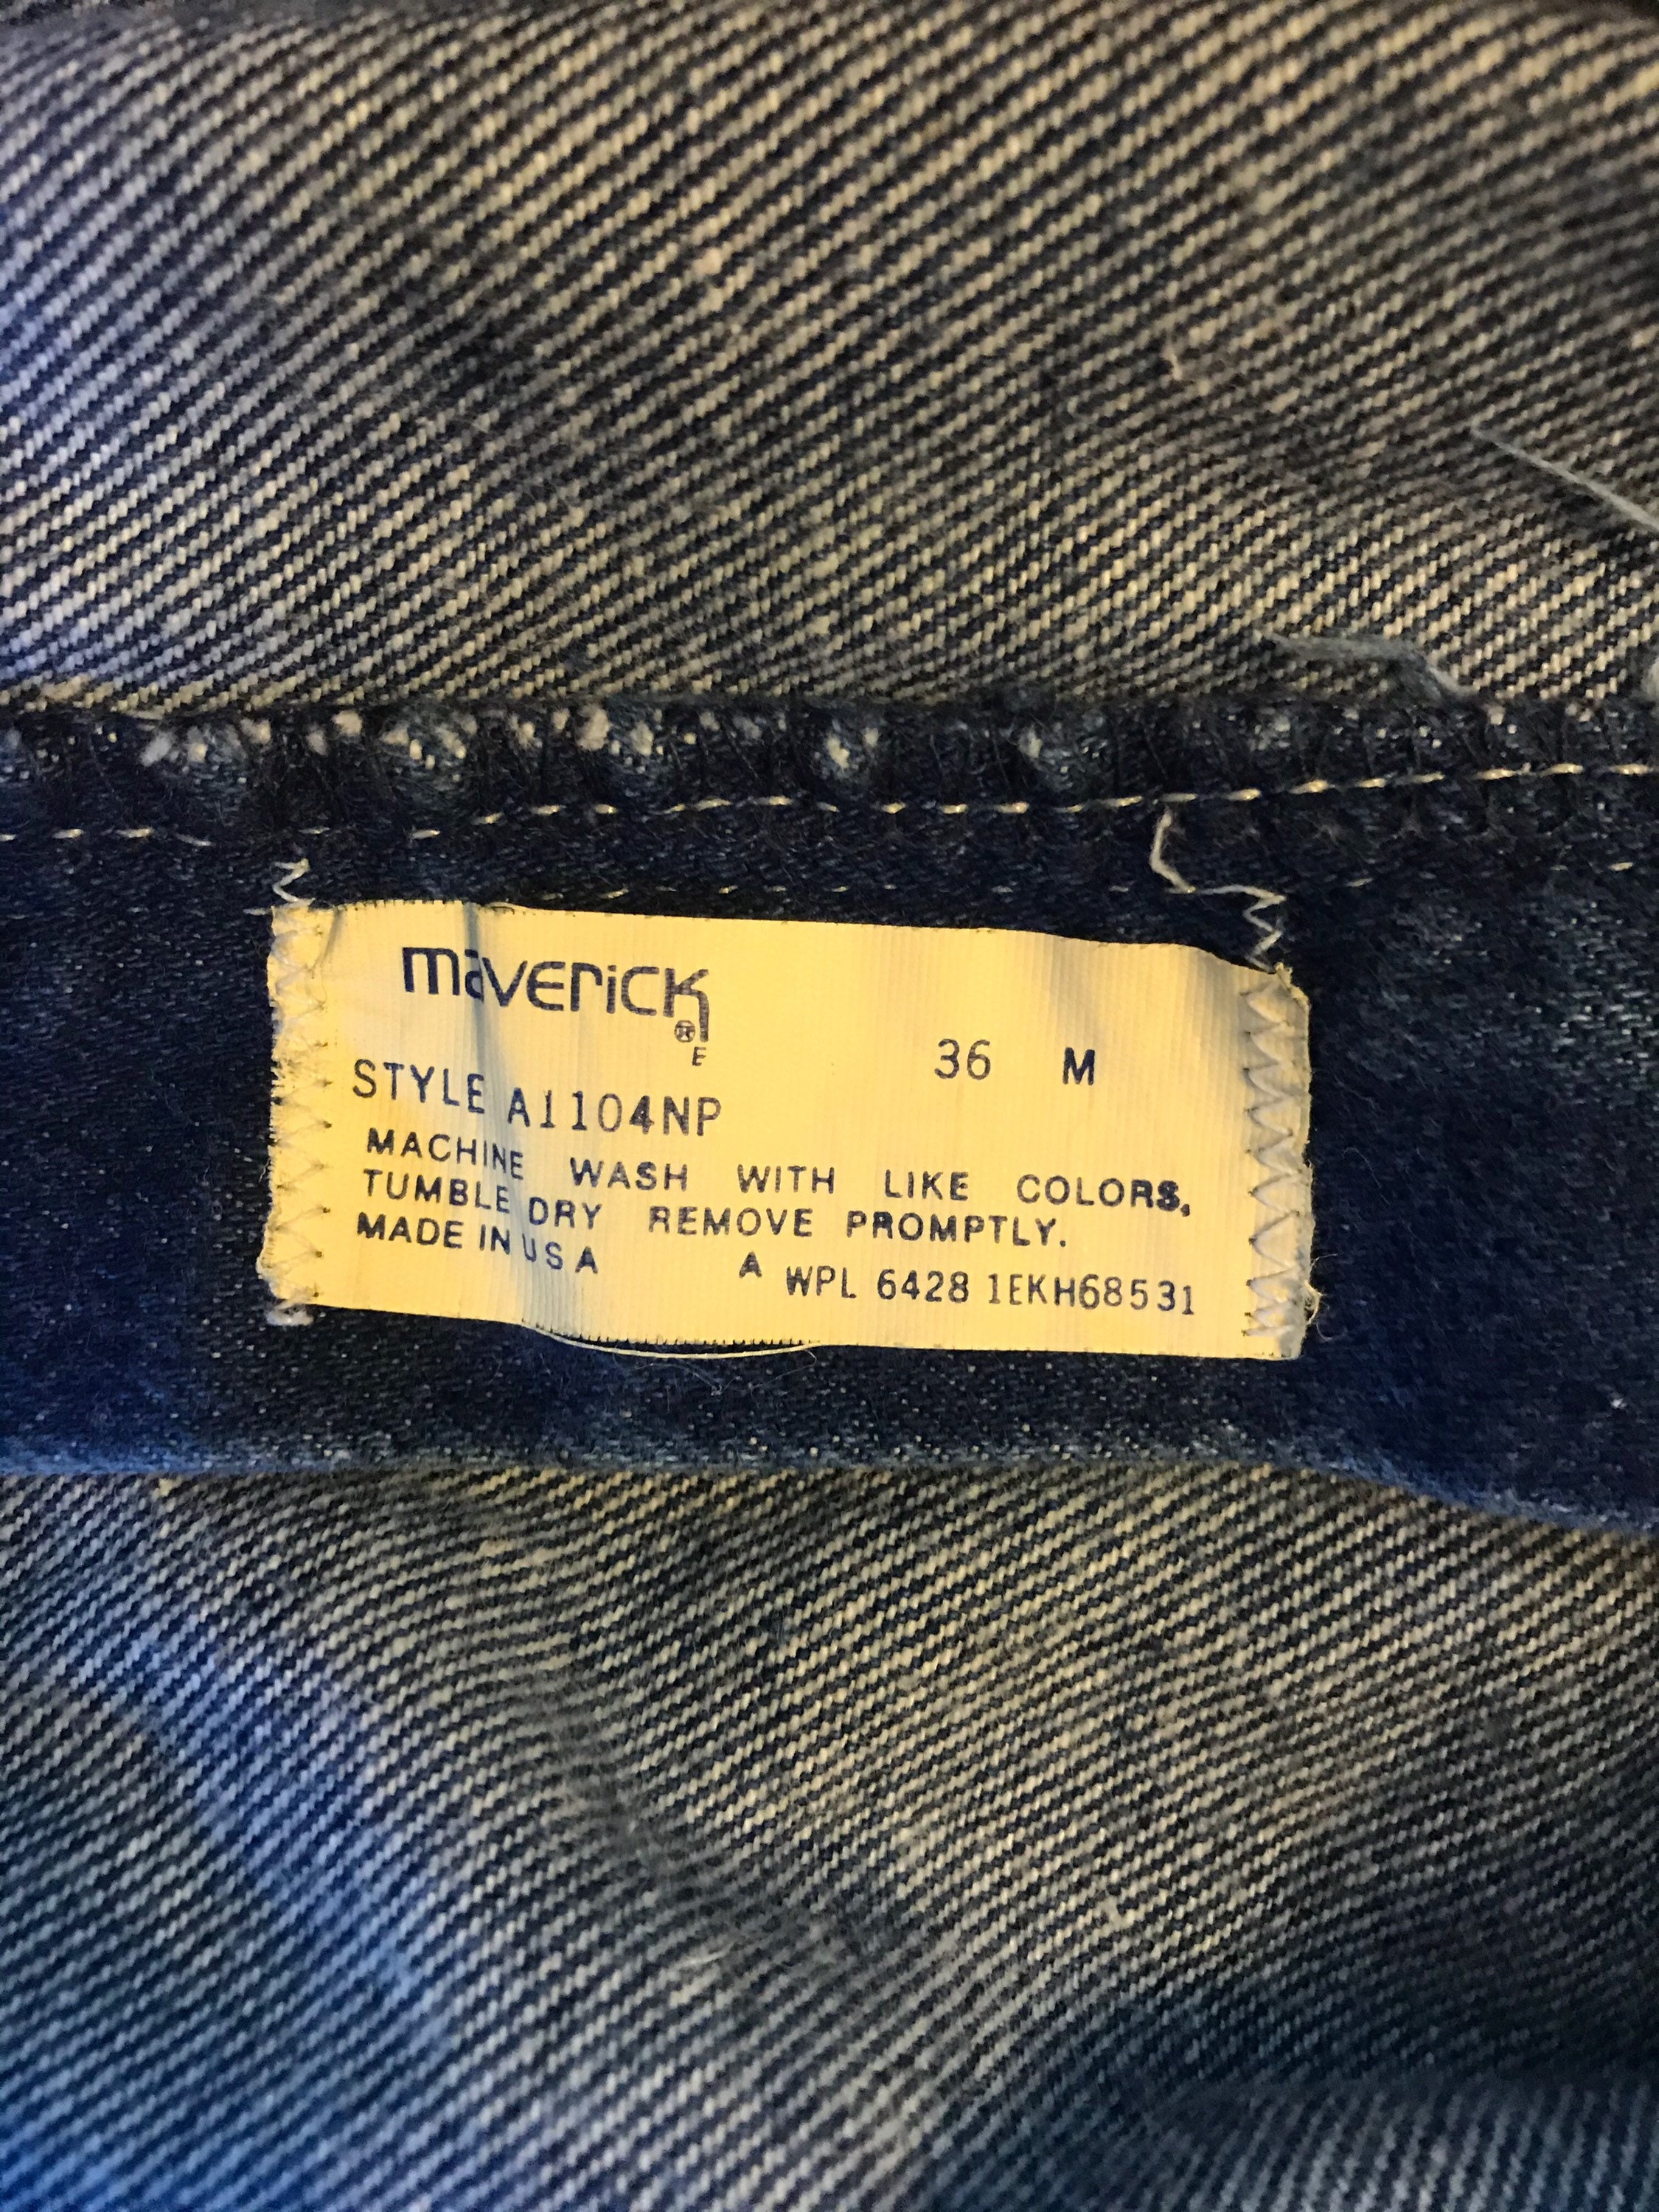 maverick®
E
36 M
STYLE A1104NP
MACHINE WASH WITH LIKE COLORS,
TUMBLE DRY REMOVE PROMPTLY.
MADE IN USA A WPL 6428 1EKH68531